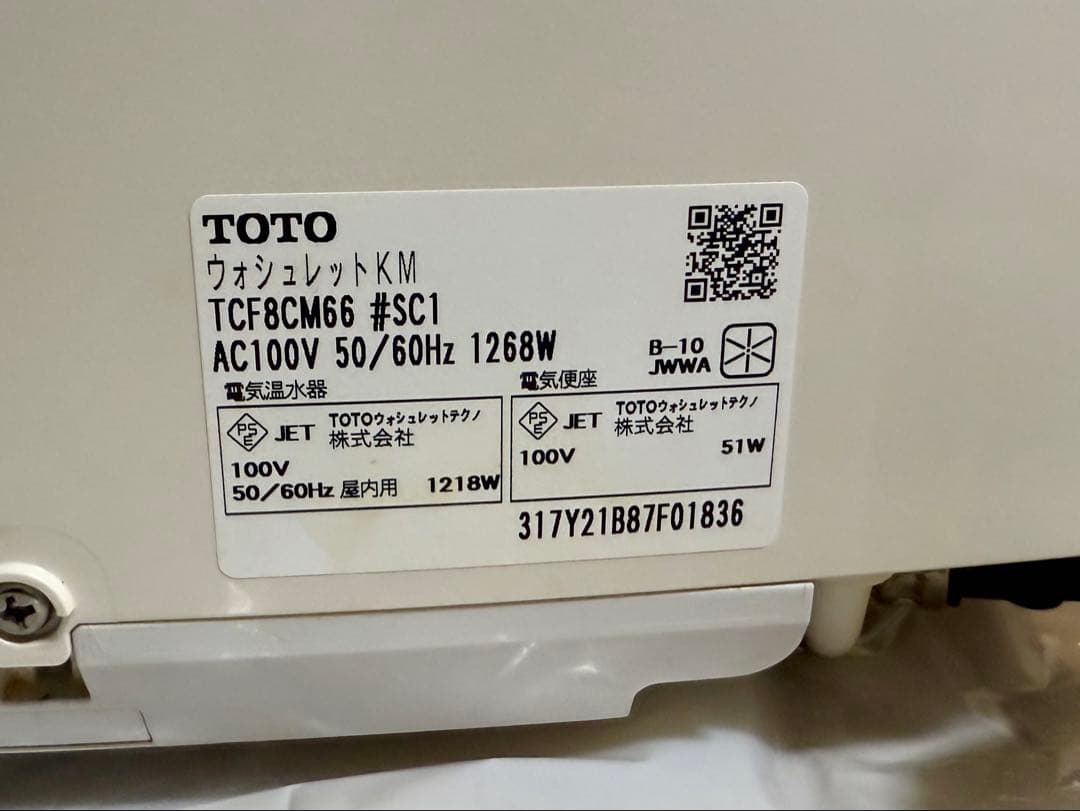 TOTO
ウォシュレットKM
TCF8CM66 #SC1
AC100V 50/60Hz 1268W
B-10
JWWA
電気温水器
PSE JET TOTOウォシュレットテクノ
株式会社
100V
50/60Hz 屋内用 1218W
電気便座
PSE JET TOTOウォシュレットテクノ
株式会社
100V 51W
317Y21B87F01836